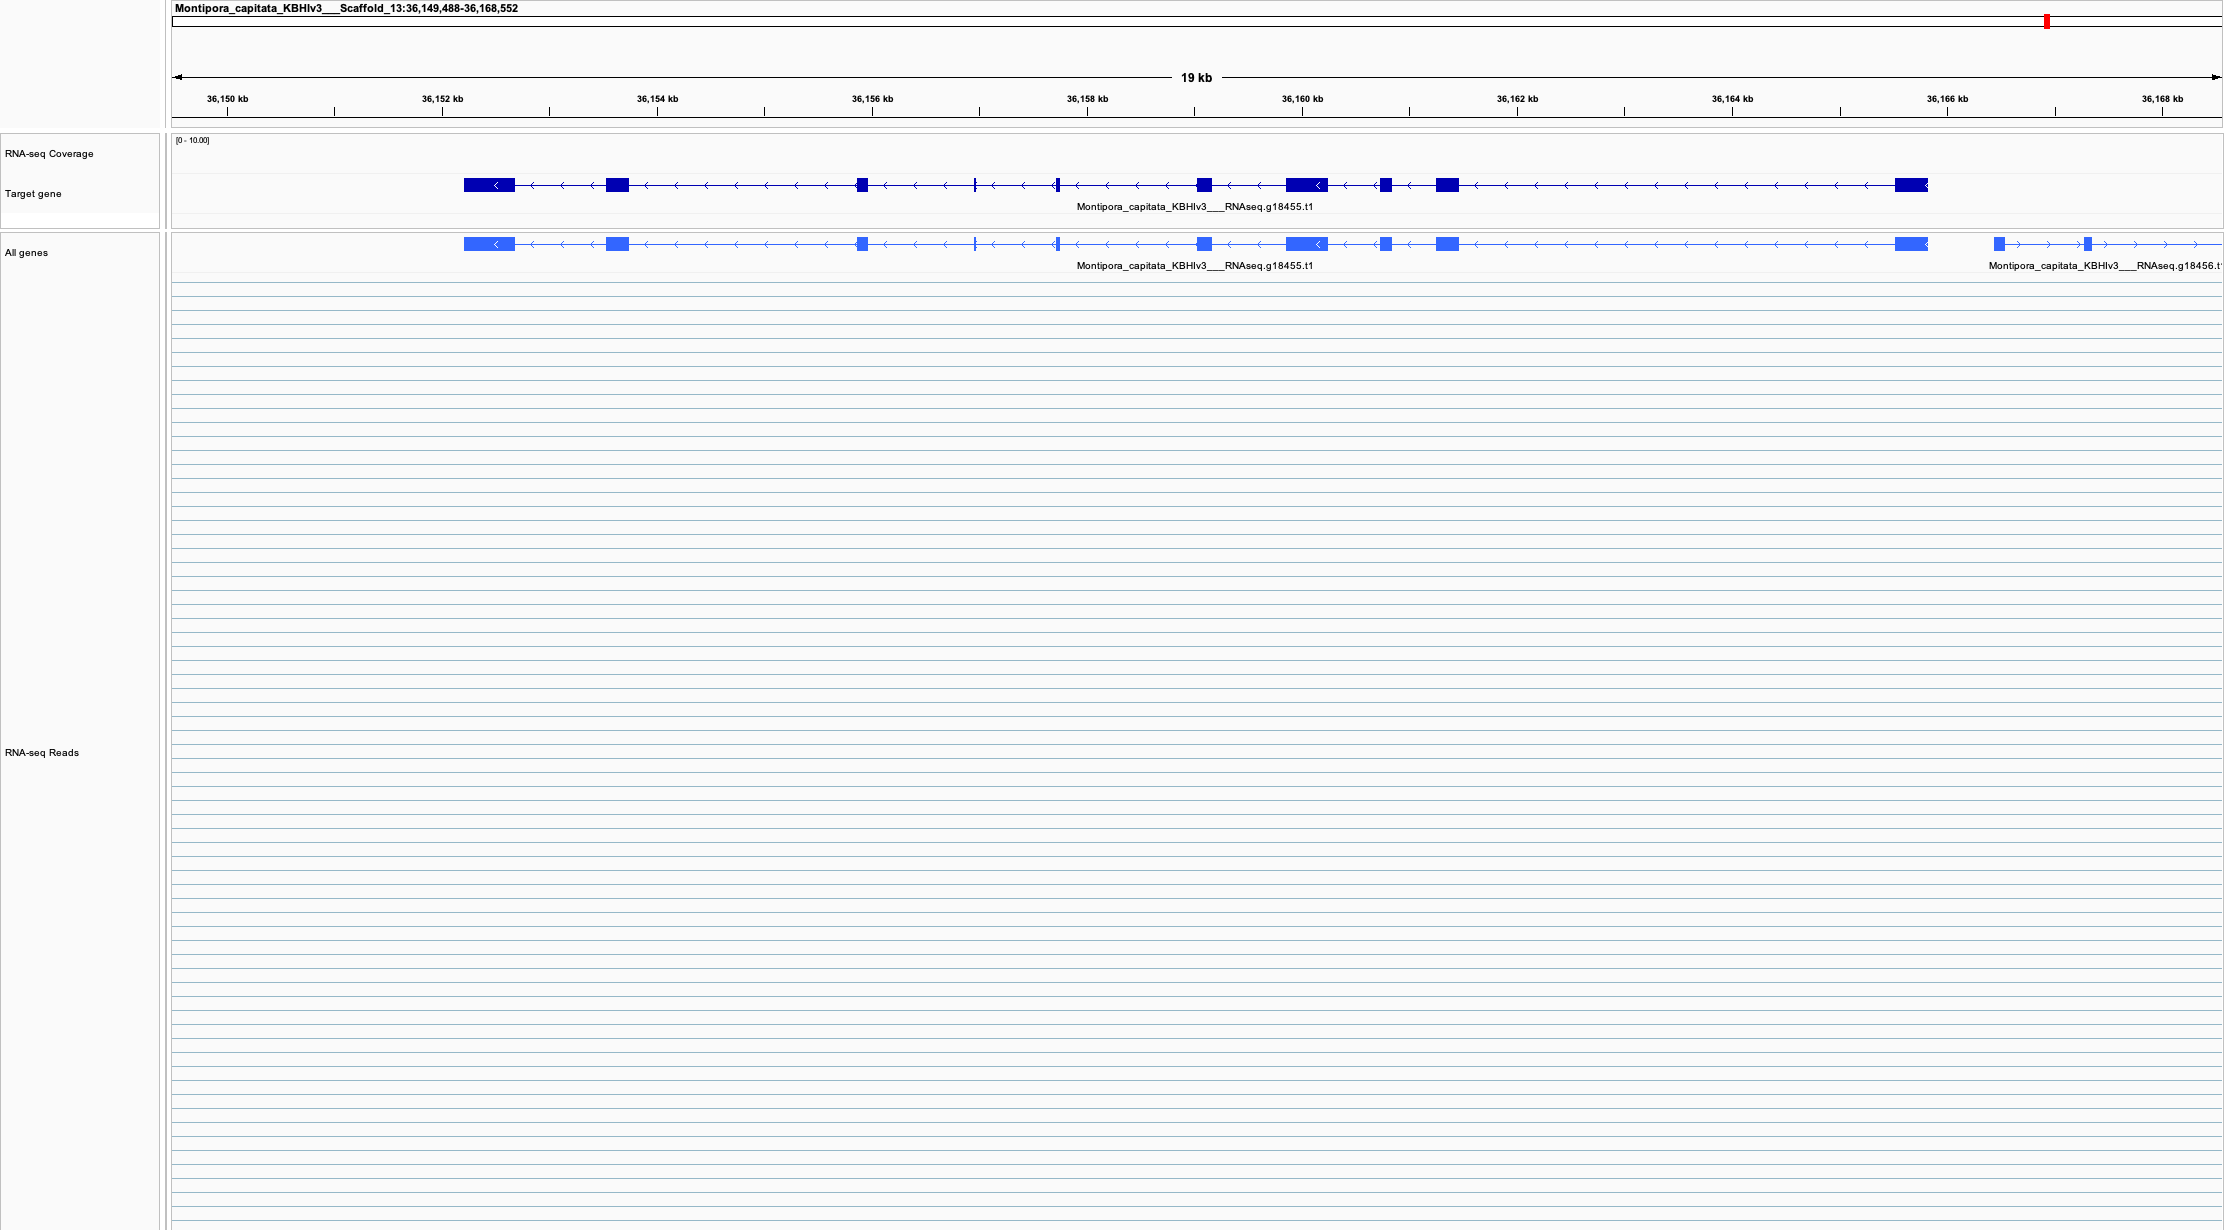 Montipora_capitata_KBHIv3___Scaffold_13:36,149,488-36,168,552
19 kb
36,150 kb 36,152 kb 36,154 kb 36,156 kb 36,158 kb 36,160 kb 36,162 kb 36,164 kb 36,166 kb 36,168 kb
[0 - 10.00]
RNA-seq Coverage
Target gene
Montipora_capitata_KBHIv3___RNAseq.g18455.t1
All genes
Montipora_capitata_KBHIv3___RNAseq.g18455.t1 Montipora_capitata_KBHIv3___RNAseq.g18456.t1
RNA-seq Reads